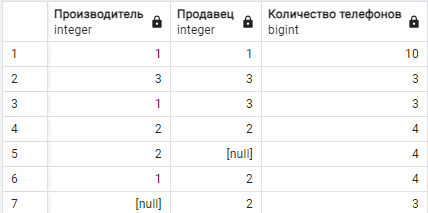 Производитель Продавец Количество телефонов
integer integer bigint
1 1 1 10
2 3 3 3
3 1 3 3
4 2 2 4
5 2 [null] 4
6 1 2 4
7 [null] 2 3